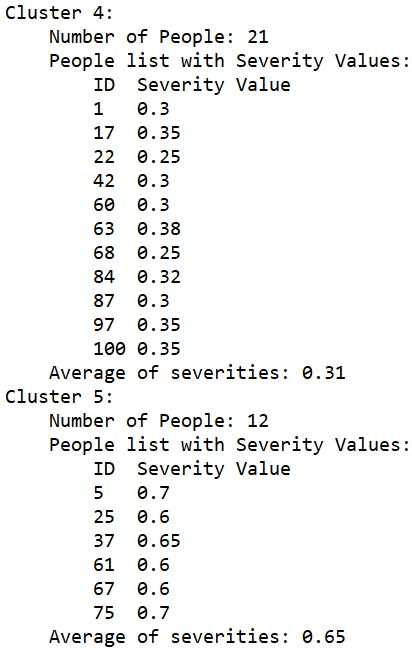 Cluster 4:
    Number of People: 21
    People list with Severity Values:
        ID  Severity Value
        1   0.3
        17  0.35
        22  0.25
        42  0.3
        60  0.3
        63  0.38
        68  0.25
        84  0.32
        87  0.3
        97  0.35
        100 0.35
    Average of severities: 0.31
Cluster 5:
    Number of People: 12
    People list with Severity Values:
        ID  Severity Value
        5   0.7
        25  0.6
        37  0.65
        61  0.6
        67  0.6
        75  0.7
    Average of severities: 0.65